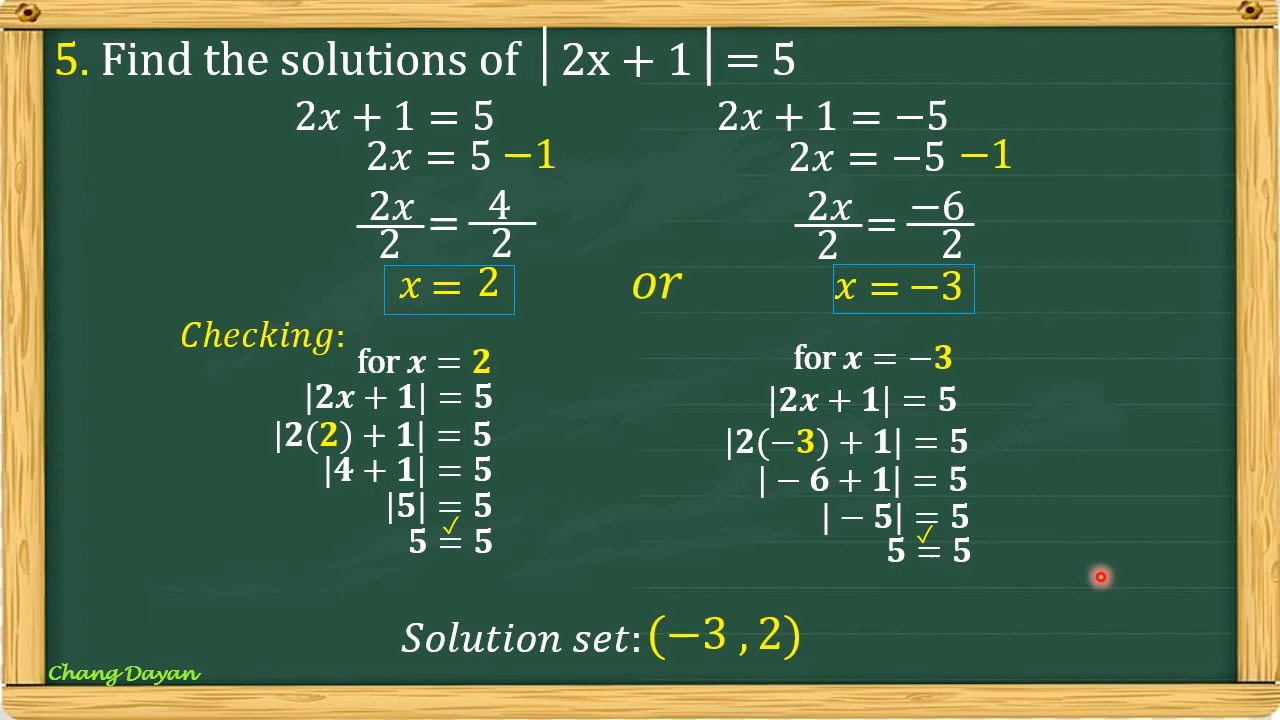 5. Find the solutions of |2x + 1| = 5
2x + 1 = 5
2x = 5 −1
2x/2 = 4/2
x = 2
or
2x + 1 = −5
2x = −5 −1
2x/2 = −6/2
x = −3
Checking:
for x = 2
|2x + 1| = 5
|2(2) + 1| = 5
|4 + 1| = 5
|5| = 5
✓
5 = 5
for x = −3
|2x + 1| = 5
|2(−3) + 1| = 5
|− 6 + 1| = 5
|− 5| = 5
✓
5 = 5
Solution set: (−3 , 2)
Chang Dayan